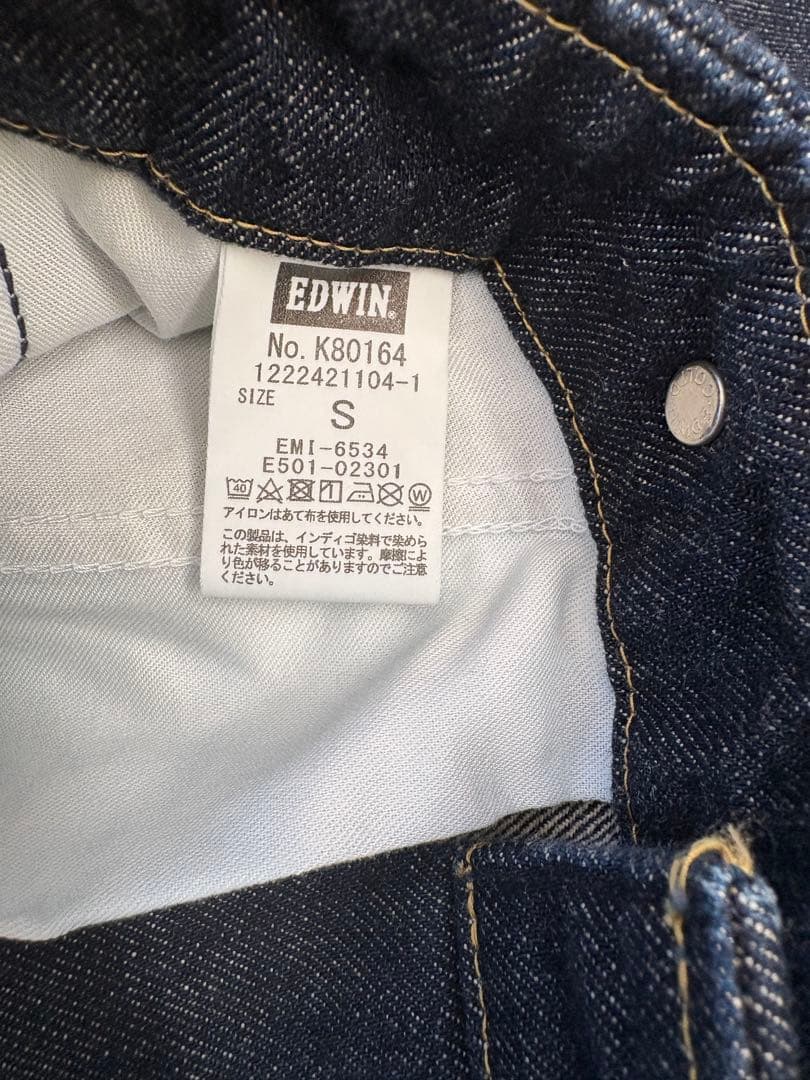 EDWIN®
No. K80164
1222421104-1
SIZE
S
EMI-6534
E501-02301
40
W
アイロンはあて布を使用してください。
この製品は、インディゴ染料で染めら
れた素材を使用しています。摩擦によ
り色が移ることがありますのでご注意
ください。